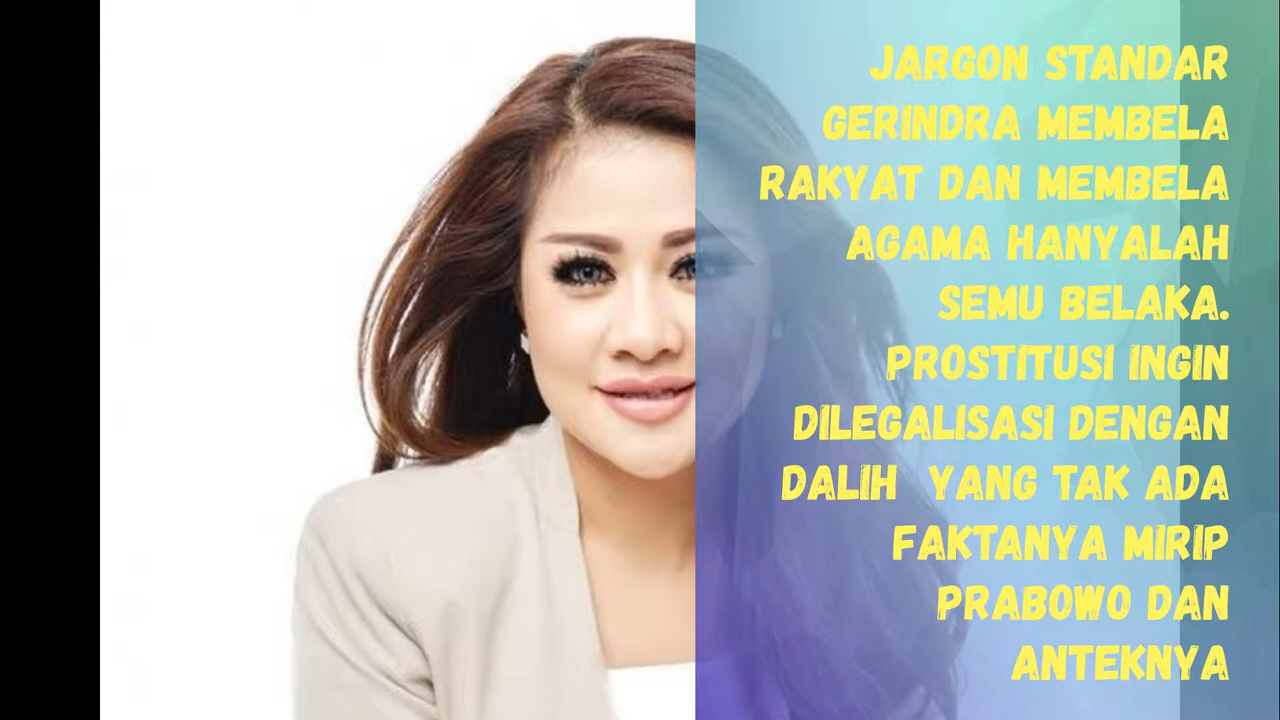 JARGON STANDAR
GERINDRA MEMBELA
RAKYAT DAN MEMBELA
AGAMA HANYALAH
SEMU BELAKA.
PROSTITUSI INGIN
DILEGALISASI DENGAN
DALIH YANG TAK ADA
FAKTANYA MIRIP
PRABOWO DAN
ANTEKNYA